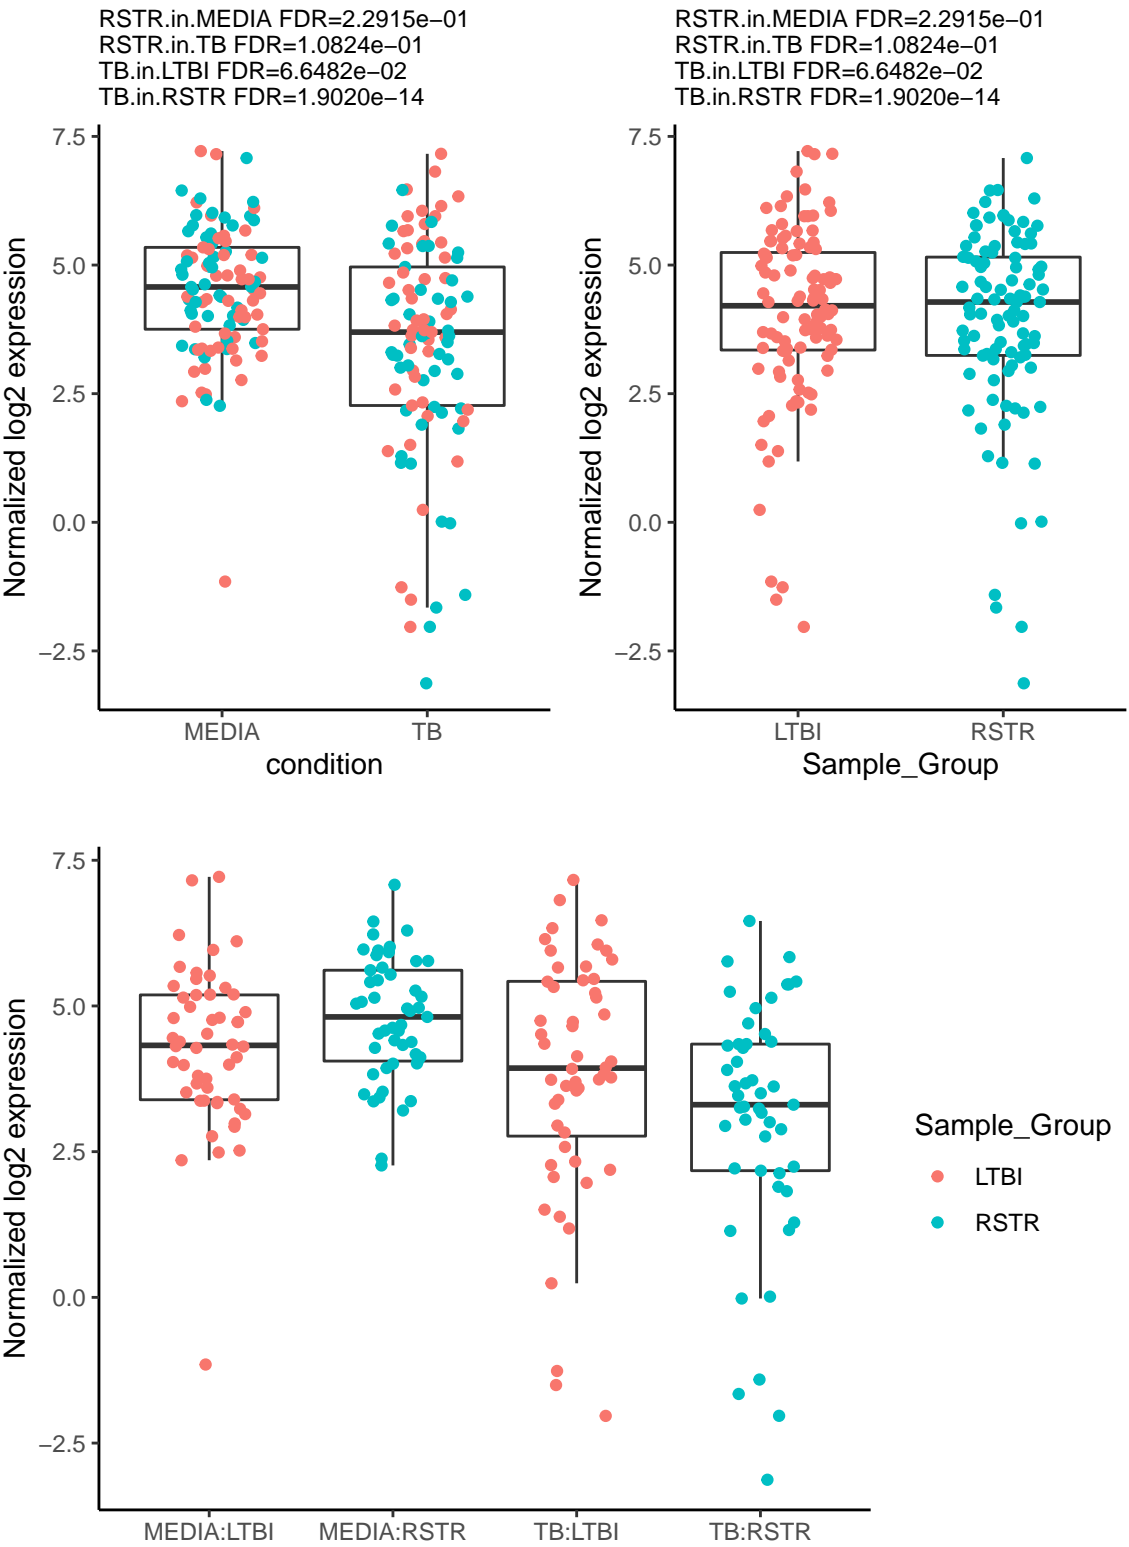 RSTR.in.MEDIA FDR=2.2915e−01
RSTR.in.TB FDR=1.0824e−01
TB.in.LTBI FDR=6.6482e−02
TB.in.RSTR FDR=1.9020e−14
7.5
5.0
2.5
0.0
−2.5
Normalized log2 expression
MEDIA TB
condition
RSTR.in.MEDIA FDR=2.2915e−01
RSTR.in.TB FDR=1.0824e−01
TB.in.LTBI FDR=6.6482e−02
TB.in.RSTR FDR=1.9020e−14
7.5
5.0
2.5
0.0
−2.5
Normalized log2 expression
LTBI RSTR
Sample_Group
7.5
5.0
2.5
0.0
−2.5
Normalized log2 expression
MEDIA:LTBI MEDIA:RSTR TB:LTBI TB:RSTR
Sample_Group
LTBI
RSTR